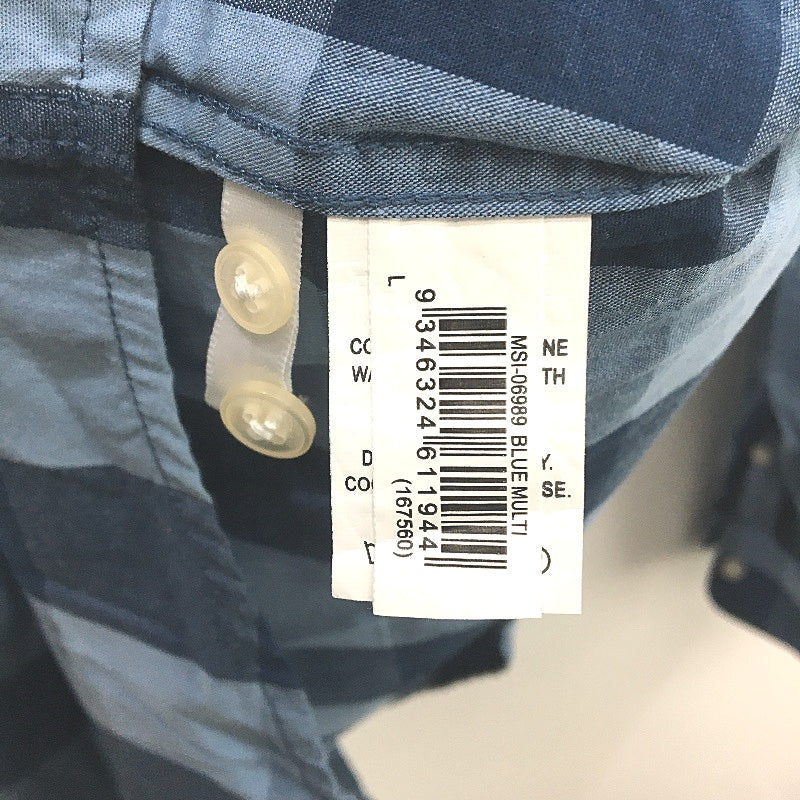 CO
NE
WA
TH
D
Y.
COO
SE.
L
MSI-06989 BLUE MULTI/
9 346324 611944
(167560)